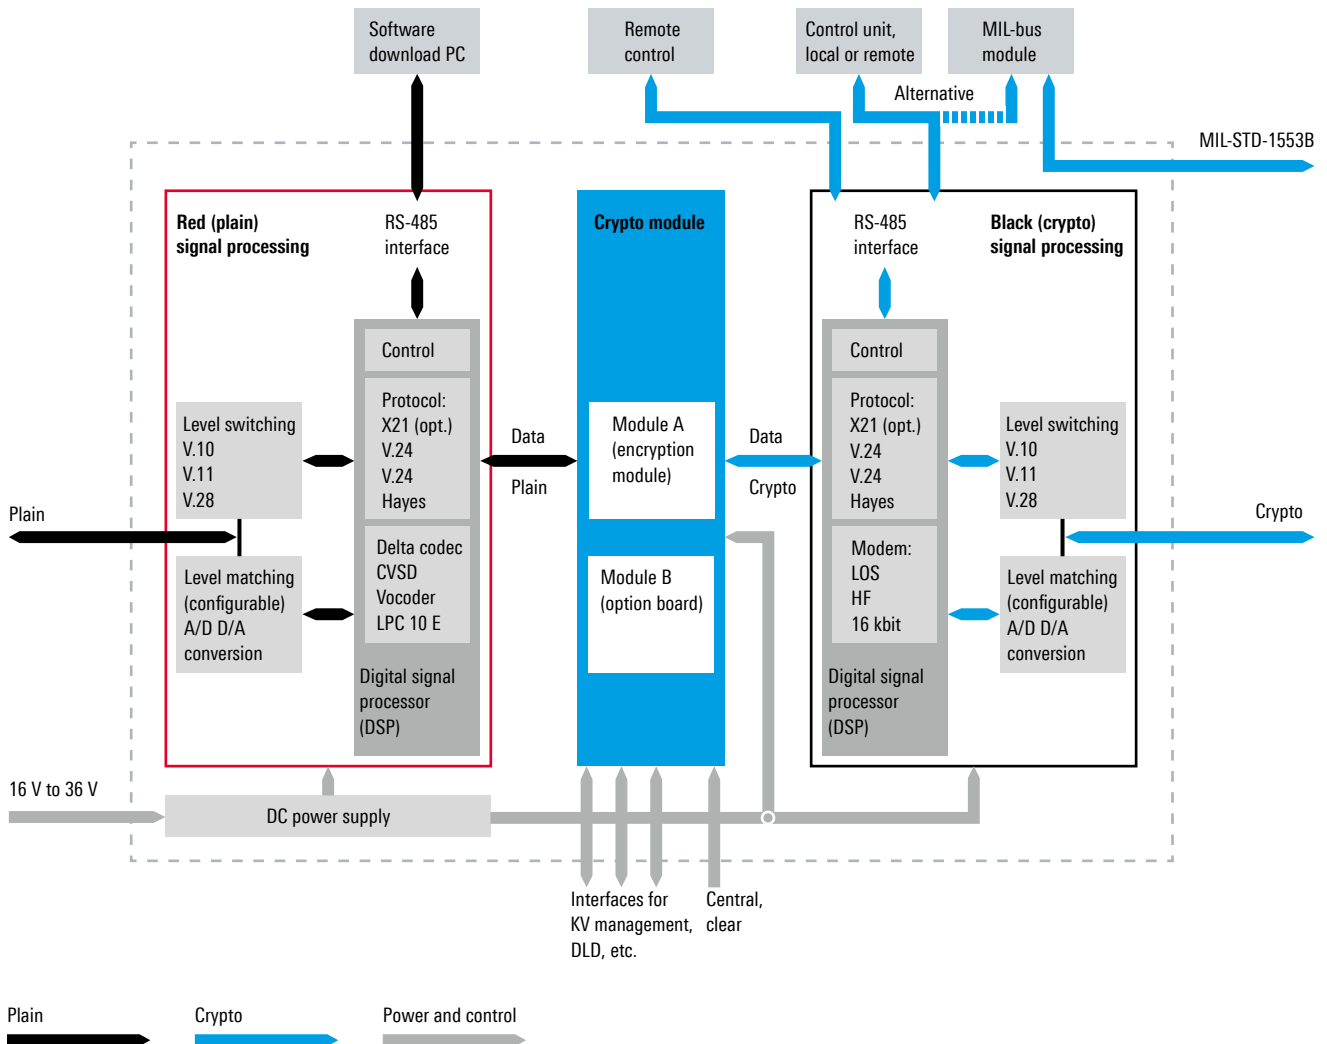 Software
download PC
Remote
control
Control unit,
local or remote
MIL-bus
module
Alternative
MIL-STD-1553B
Red (plain)
signal processing
RS-485
interface
Crypto module
RS-485
interface
Black (crypto)
signal processing
Control
Control
Level switching
V.10
V.11
V.28
Protocol:
X21 (opt.)
V.24
V.24
Hayes
Data
Plain
Module A
(encryption
module)
Data
Crypto
Protocol:
X21 (opt.)
V.24
V.24
Hayes
Level switching
V.10
V.11
V.28
Plain
Crypto
Level matching
(configurable)
A/D D/A
conversion
Delta codec
CVSD
Vocoder
LPC 10 E
Module B
(option board)
Modem:
LOS
HF
16 kbit
Level matching
(configurable)
A/D D/A
conversion
Digital signal
processor
(DSP)
Digital signal
processor
(DSP)
16 V to 36 V
DC power supply
Interfaces for
KV management,
DLD, etc.
Central,
clear
Plain
Crypto
Power and control